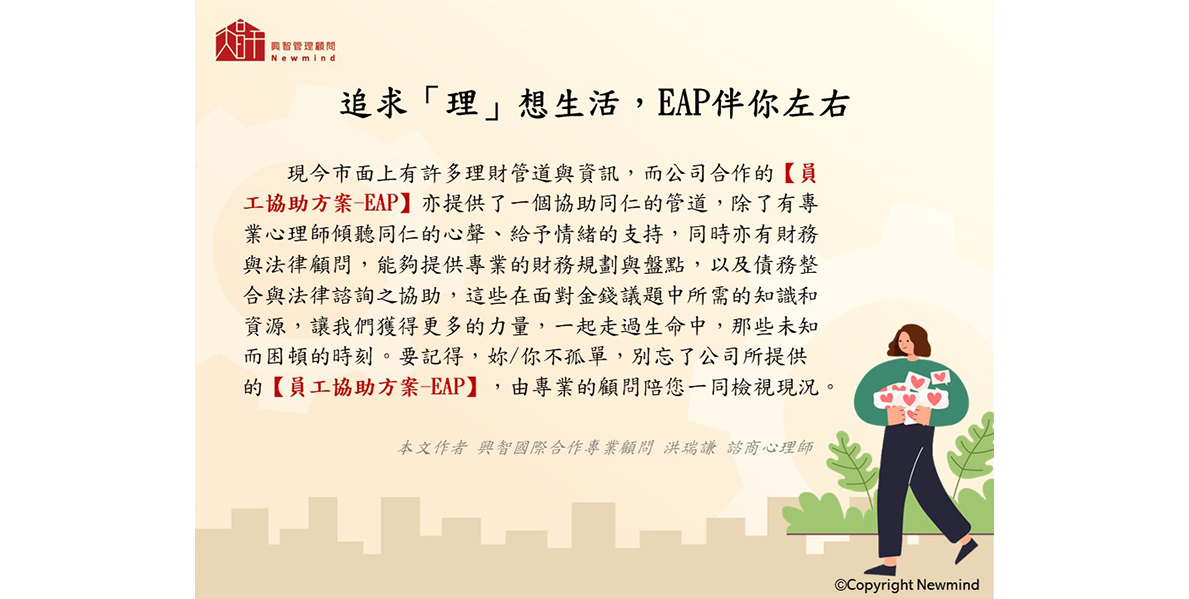 興智管理顧問
Newmind
追求「理」想生活，EAP伴你左右
現今市面上有許多理財管道與資訊，而公司合作的【員
工協助方案-EAP】亦提供了一個協助同仁的管道，除了有專
業心理師傾聽同仁的心聲、給予情緒的支持，同時亦有財務
與法律顧問，能夠提供專業的財務規劃與盤點，以及債務整
合與法律諮詢之協助，這些在面對金錢議題中所需的知識和
資源，讓我們獲得更多的力量，一起走過生命中，那些未知
而困頓的時刻。要記得，妳/你不孤單，別忘了公司所提供
的【員工協助方案-EAP】，由專業的顧問陪您一同檢視現況。
本文作者 興智國際合作專業顧問 洪瑞謙 諮商心理師
©Copyright Newmind